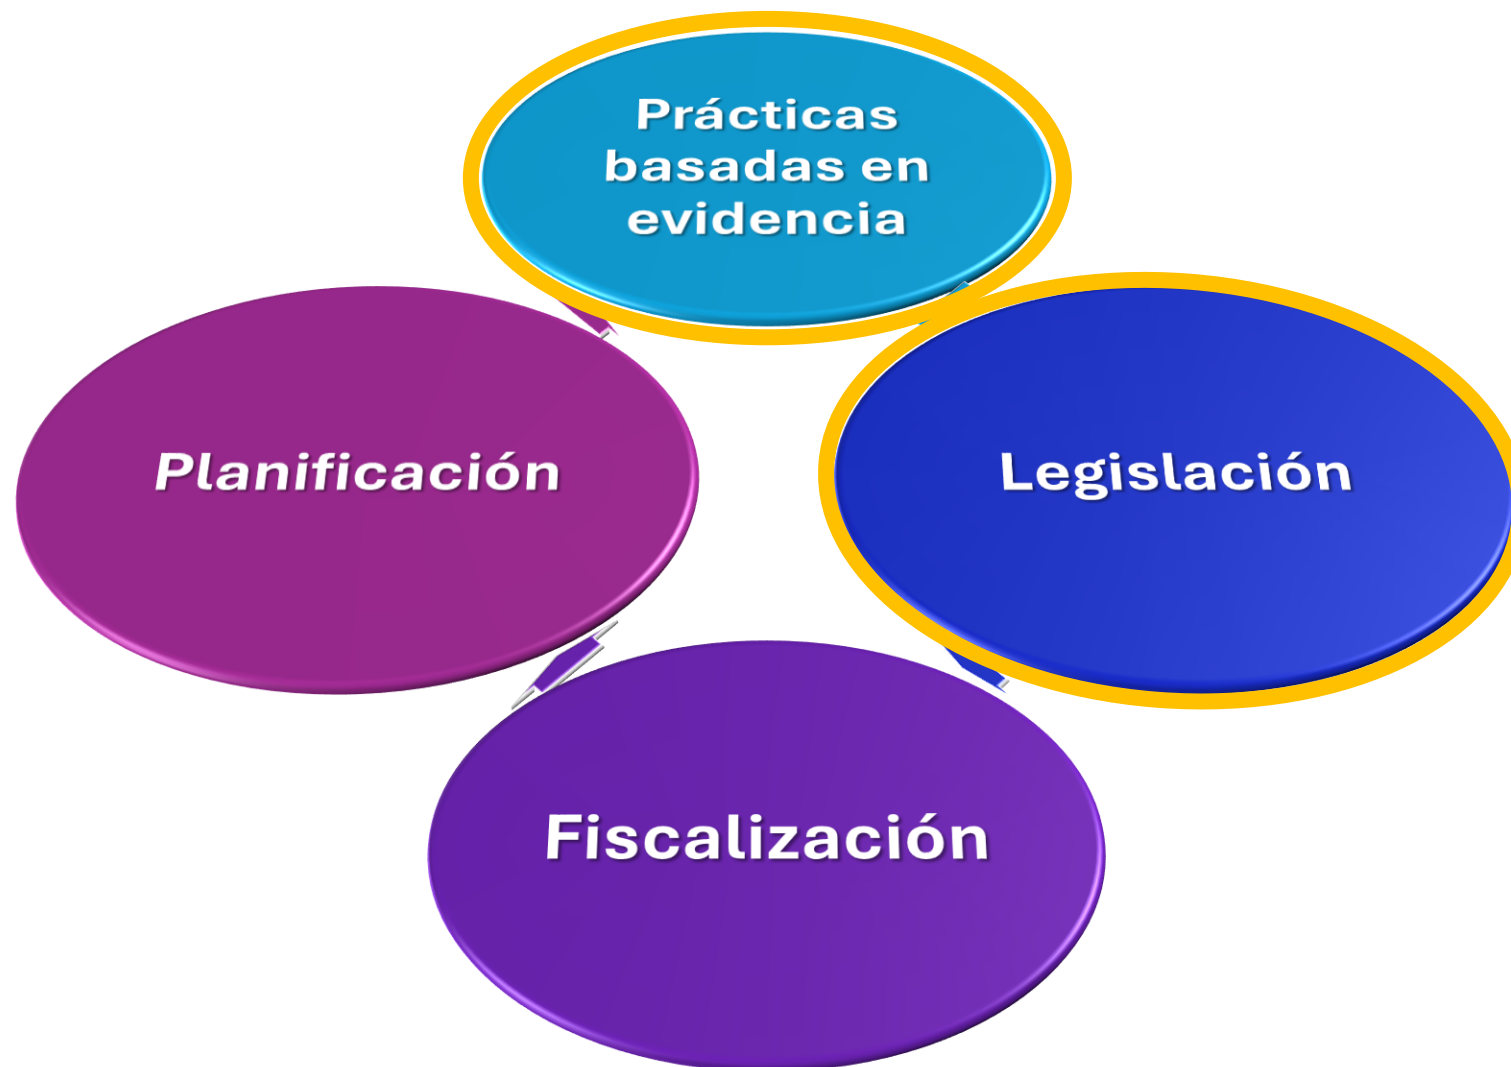 Prácticas
basadas en
evidencia
Planificación
Legislación
Fiscalización